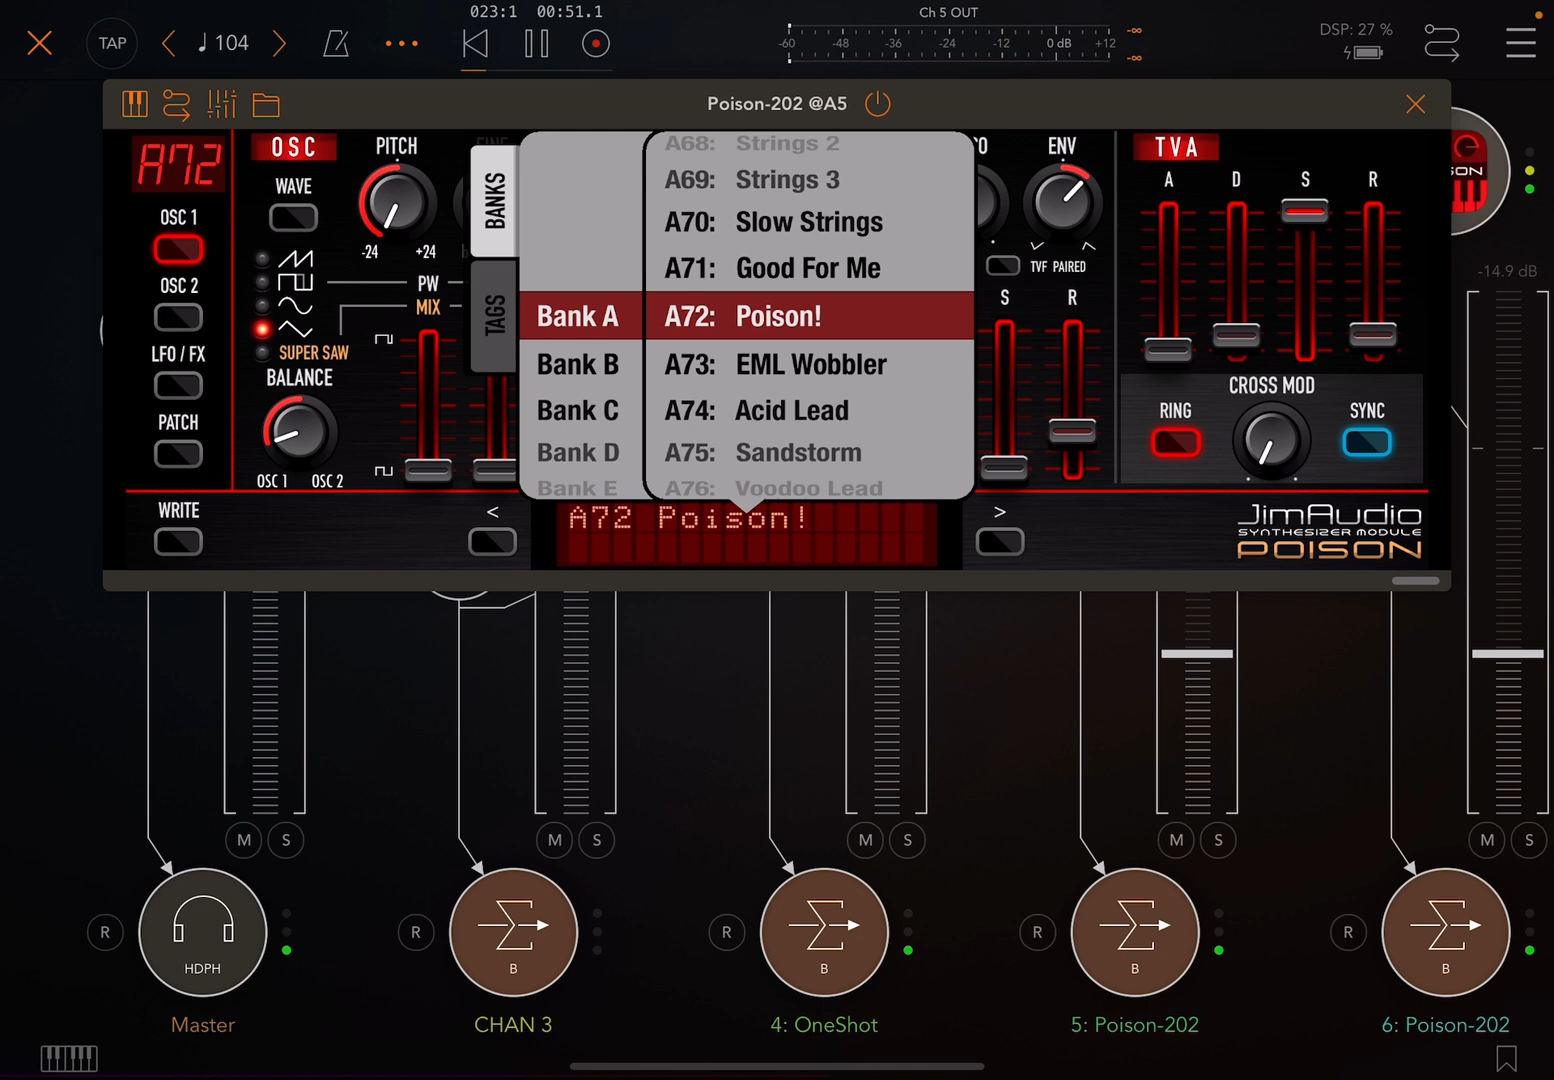 023:1 00:51.1 Ch 5 OUT
TAP 104 -60 -48 -36 -24 -12 0 dB +12 -∞ -∞ DSP: 27 %
Poison-202 @A5
A72 OSC PITCH ENV TVA
WAVE A D S R
OSC 1
-24 +24
TVF PAIRED
OSC 2 PW
MIX
S R
LFO / FX SUPER SAW
BALANCE CROSS MOD
PATCH RING SYNC
OSC 1 OSC 2
BANKS
TAGS
A68: Strings 2
A69: Strings 3
A70: Slow Strings
A71: Good For Me
Bank A A72: Poison!
Bank B A73: EML Wobbler
Bank C A74: Acid Lead
Bank D A75: Sandstorm
Bank E A76: Voodoo Lead
WRITE < A72 Poison! >
JimAudio
SYNTHESIZER MODULE
POISON
-14.9 dB
M S M S M S M S M S
R R R R R
HDPH B B B B
Master CHAN 3 4: OneShot 5: Poison-202 6: Poison-202